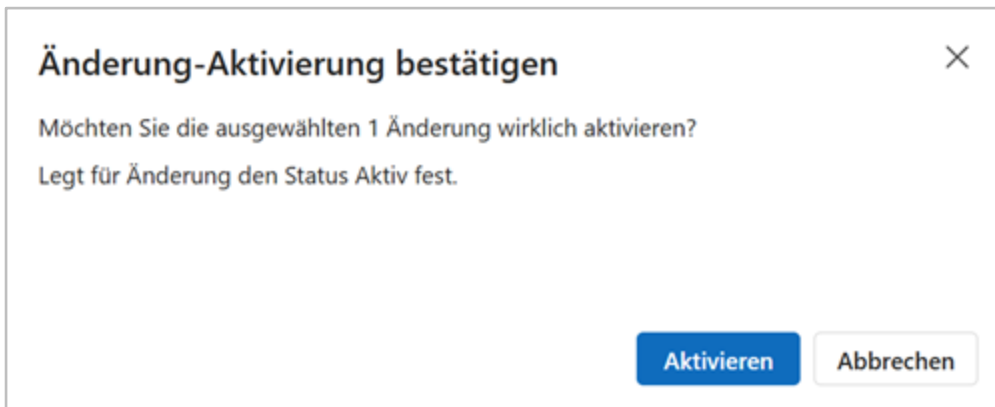 Änderung-Aktivierung bestätigen
Möchten Sie die ausgewählten 1 Änderung wirklich aktivieren?
Legt für Änderung den Status Aktiv fest.
Aktivieren
Abbrechen